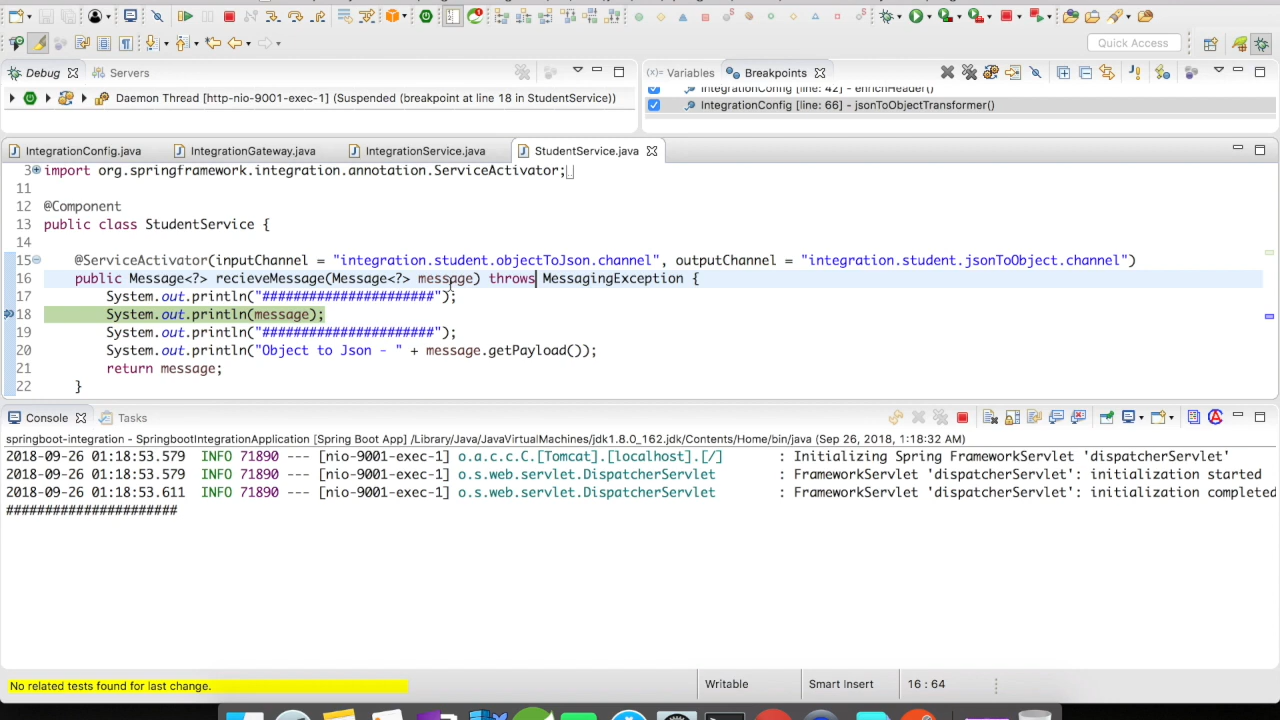 Quick Access
Debug
Servers
Variables
Breakpoints
Daemon Thread [http-nio-9001-exec-1] (Suspended (breakpoint at line 18 in StudentService))
IntegrationConfig [line: 42] - enrichHeader()
IntegrationConfig [line: 66] - jsonToObjectTransformer()
IntegrationConfig.java
IntegrationGateway.java
IntegrationService.java
StudentService.java
3 import org.springframework.integration.annotation.ServiceActivator;
11
12 @Component
13 public class StudentService {
14
15 @ServiceActivator(inputChannel = "integration.student.objectToJson.channel", outputChannel = "integration.student.jsonToObject.channel")
16 public Message<?> recieveMessage(Message<?> message) throws MessagingException {
17 System.out.println("######################");
18 System.out.println(message);
19 System.out.println("######################");
20 System.out.println("Object to Json - " + message.getPayload());
21 return message;
22 }
Console
Tasks
springboot-integration - SpringbootIntegrationApplication [Spring Boot App] /Library/Java/JavaVirtualMachines/jdk1.8.0_162.jdk/Contents/Home/bin/java (Sep 26, 2018, 1:18:32 AM)
2018-09-26 01:18:53.579 INFO 71890 --- [nio-9001-exec-1] o.a.c.c.C.[Tomcat].[localhost].[/] : Initializing Spring FrameworkServlet 'dispatcherServlet'
2018-09-26 01:18:53.579 INFO 71890 --- [nio-9001-exec-1] o.s.web.servlet.DispatcherServlet : FrameworkServlet 'dispatcherServlet': initialization started
2018-09-26 01:18:53.611 INFO 71890 --- [nio-9001-exec-1] o.s.web.servlet.DispatcherServlet : FrameworkServlet 'dispatcherServlet': initialization completed
######################
No related tests found for last change.
Writable
Smart Insert
16 : 64